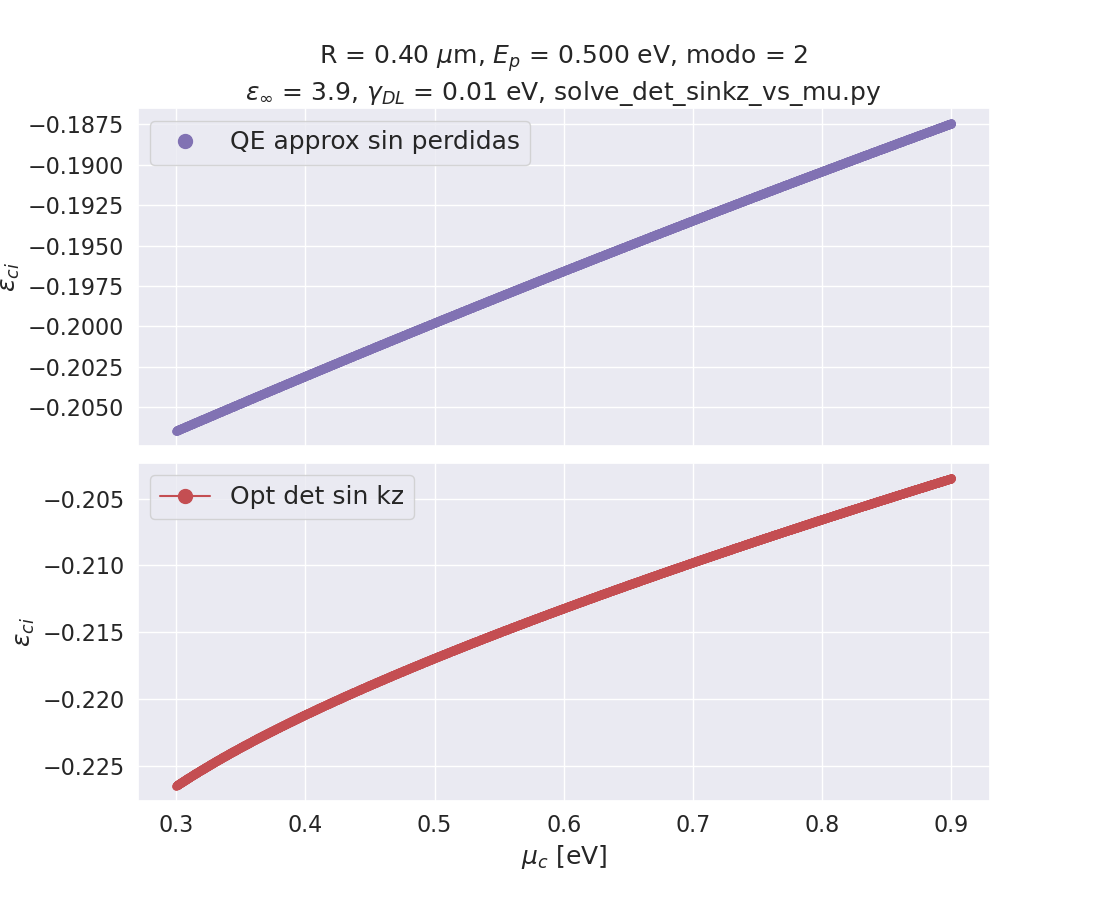 R = 0.40 μm, E_p = 0.500 eV, modo = 2
ε_∞ = 3.9, γ_DL = 0.01 eV, solve_det_sinkz_vs_mu.py
QE approx sin perdidas
ε_ci
−0.1875
−0.1900
−0.1925
−0.1950
−0.1975
−0.2000
−0.2025
−0.2050
Opt det sin kz
ε_ci
−0.205
−0.210
−0.215
−0.220
−0.225
0.3 0.4 0.5 0.6 0.7 0.8 0.9
μ_c [eV]